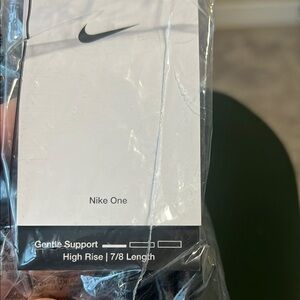 Nike One
Gentle Support
High Rise | 7/8 Length